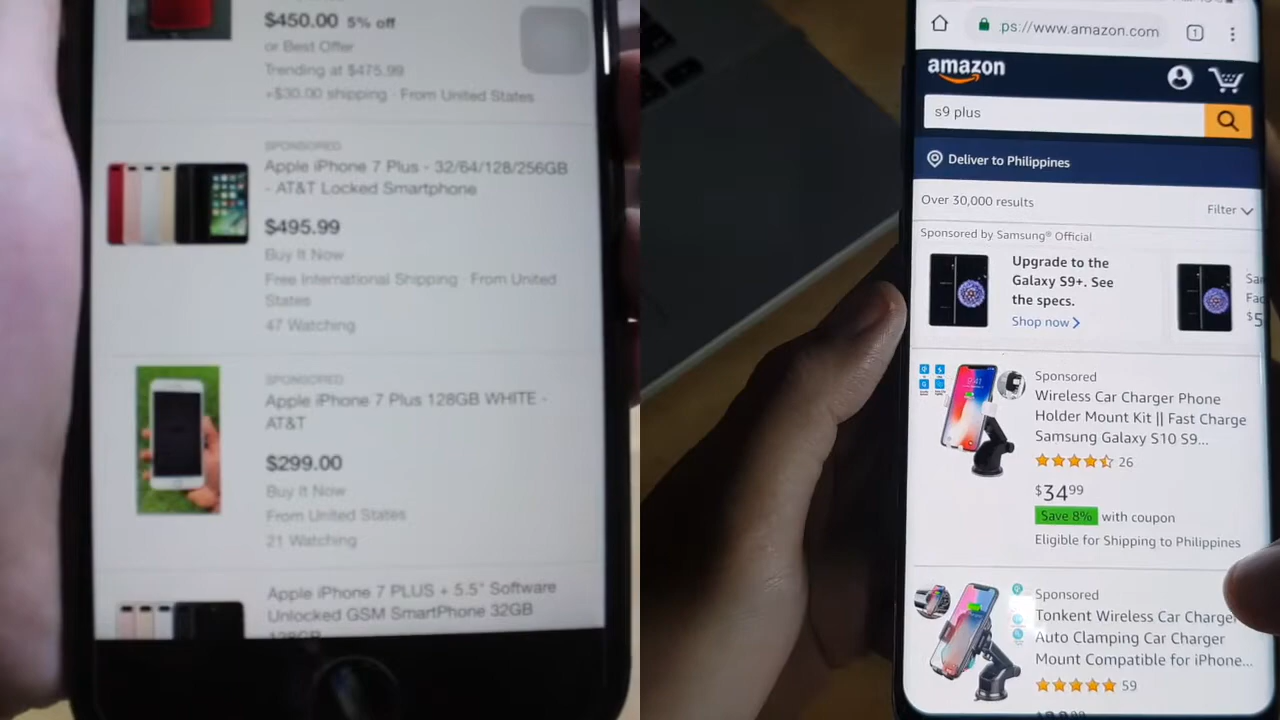 $450.00 5% off
or Best Offer
Trending at $475.99
+$30.00 shipping · From United States
SPONSORED
Apple iPhone 7 Plus - 32/64/128/256GB
- AT&T Locked Smartphone
$495.99
Buy It Now
Free International Shipping · From United
States
47 Watching
SPONSORED
Apple iPhone 7 Plus 128GB WHITE -
AT&T
$299.00
Buy It Now
From United States
21 Watching
Apple iPhone 7 PLUS + 5.5" Software
Unlocked GSM SmartPhone 32GB
128GB
ps://www.amazon.com
1
amazon
s9 plus
Deliver to Philippines
Over 30,000 results
Filter
Sponsored by Samsung® Official
Upgrade to the
Galaxy S9+. See
the specs.
Shop now
$5
Sponsored
Wireless Car Charger Phone
Holder Mount Kit || Fast Charge
Samsung Galaxy S10 S9...
26
$34.99
Save 8% with coupon
Eligible for Shipping to Philippines
Sponsored
Tonkent Wireless Car Charger
Auto Clamping Car Charger
Mount Compatible for iPhone...
59